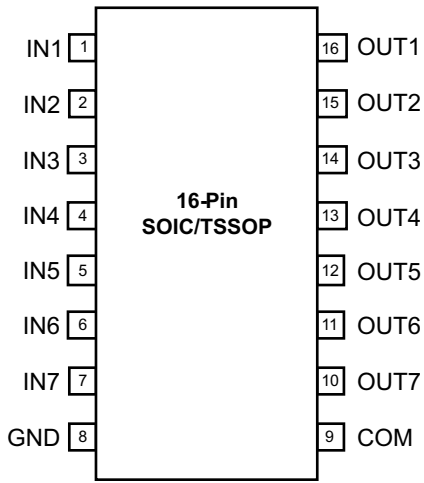 IN1 1 16 OUT1
IN2 2 15 OUT2
IN3 3 14 OUT3
IN4 4 13 OUT4
16-Pin
SOIC/TSSOP
IN5 5 12 OUT5
IN6 6 11 OUT6
IN7 7 10 OUT7
GND 8 9 COM